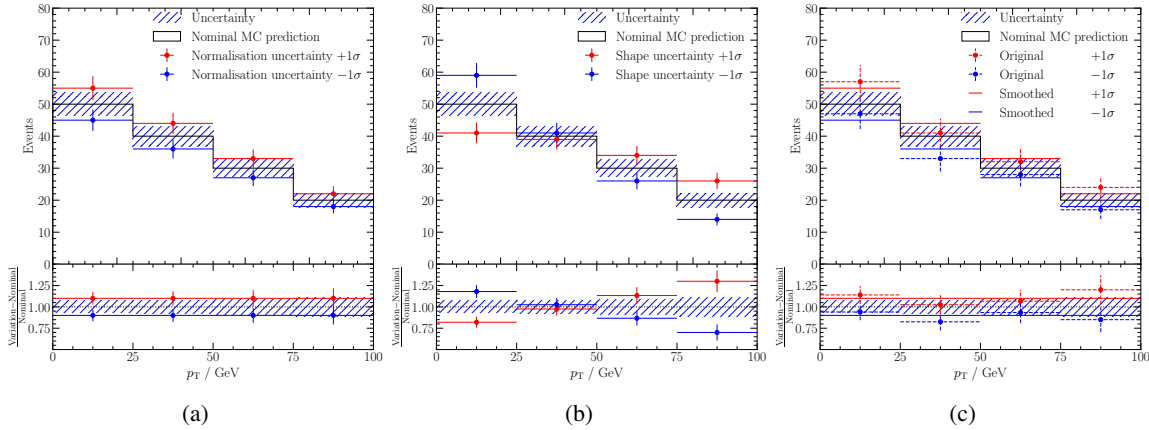 80
70
60
50
40
30
20
10
0
Events
Uncertainty
Nominal MC prediction
Normalisation uncertainty +1σ
Normalisation uncertainty −1σ
1.25
1.00
0.75
Variation−Nominal
Nominal
0 25 50 75 100
pT / GeV
(a)
80
70
60
50
40
30
20
10
0
Events
Uncertainty
Nominal MC prediction
Shape uncertainty +1σ
Shape uncertainty −1σ
1.25
1.00
0.75
Variation−Nominal
Nominal
0 25 50 75 100
pT / GeV
(b)
80
70
60
50
40
30
20
10
0
Events
Uncertainty
Nominal MC prediction
Original +1σ
Original −1σ
Smoothed +1σ
Smoothed −1σ
1.25
1.00
0.75
Variation−Nominal
Nominal
0 25 50 75 100
pT / GeV
(c)